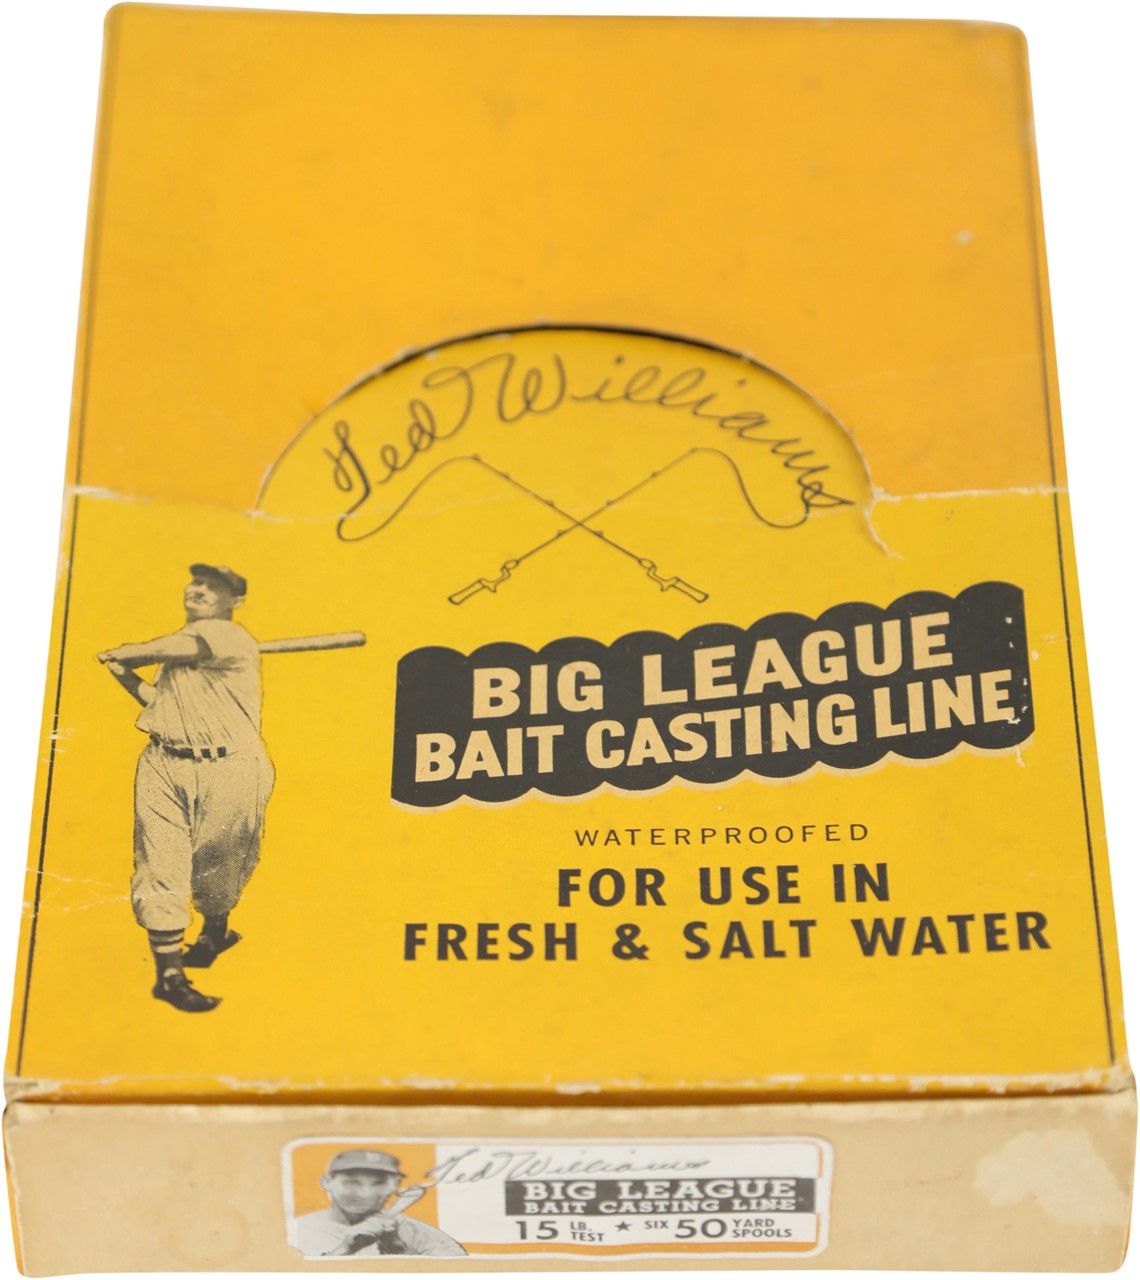 Ted Williams
BIG LEAGUE
BAIT CASTING LINE
WATERPROOFED
FOR USE IN
FRESH & SALT WATER
Ted Williams
BIG LEAGUE
BAIT CASTING LINE
15 LB. TEST ★ SIX 50 YARD SPOOLS